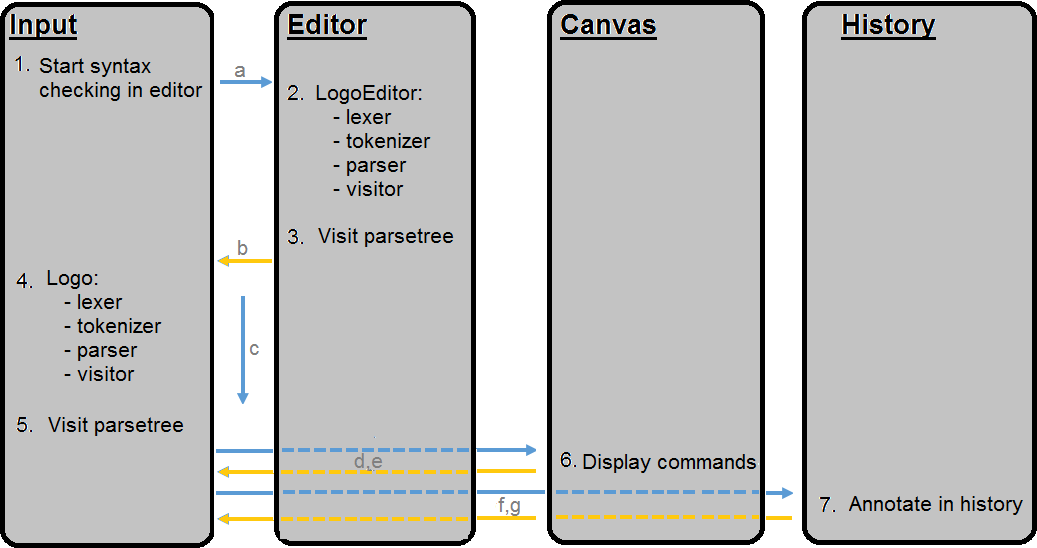 Input
1. Start syntax
checking in editor
4. Logo:
- lexer
- tokenizer
- parser
- visitor
5. Visit parsetree
a
b
c
Editor
2. LogoEditor:
- lexer
- tokenizer
- parser
- visitor
3. Visit parsetree
d,e
f,g
Canvas
6. Display commands
History
7. Annotate in history